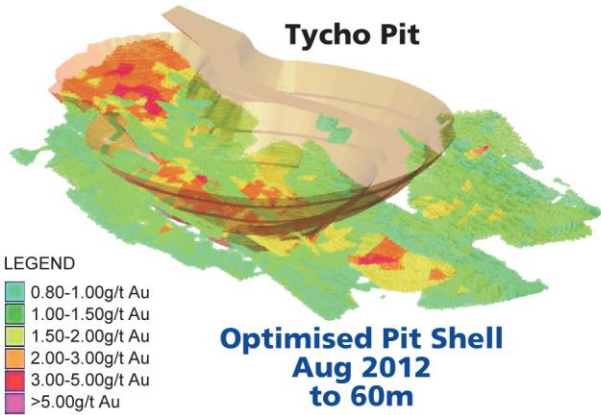 Tycho Pit
LEGEND
0.80-1.00g/t Au
1.00-1.50g/t Au
1.50-2.00g/t Au
2.00-3.00g/t Au
3.00-5.00g/t Au
>5.00g/t Au
Optimised Pit Shell
Aug 2012
to 60m